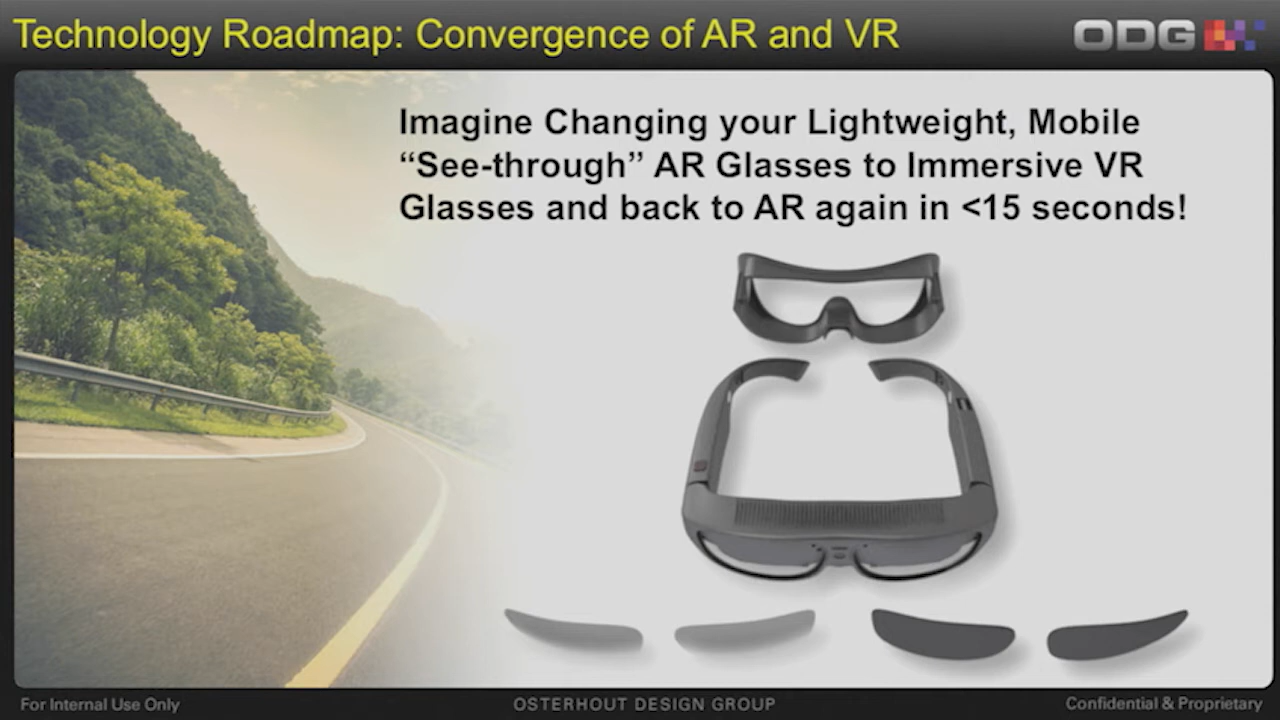 Technology Roadmap: Convergence of AR and VR
ODG
Imagine Changing your Lightweight, Mobile
“See-through” AR Glasses to Immersive VR
Glasses and back to AR again in <15 seconds!
For Internal Use Only
OSTERHOUT DESIGN GROUP
Confidential & Proprietary